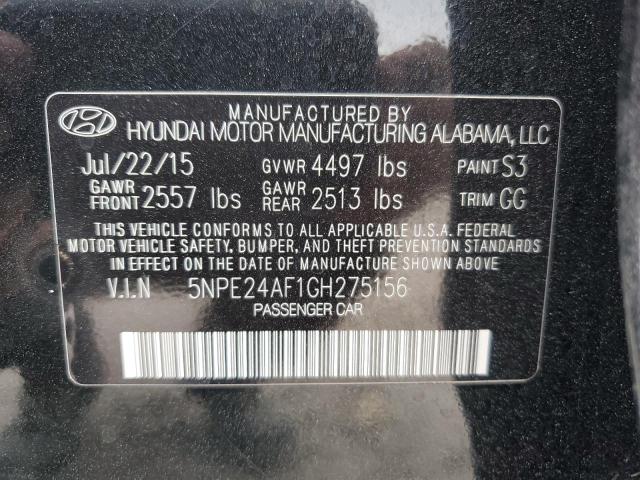 MANUFACTURED BY
HYUNDAI MOTOR MANUFACTURING ALABAMA, LLC
Jul/22/15 GVWR 4497 lbs PAINT S3
GAWR FRONT 2557 lbs GAWR REAR 2513 lbs TRIM GG
THIS VEHICLE CONFORMS TO ALL APPLICABLE U.S.A. FEDERAL
MOTOR VEHICLE SAFETY, BUMPER, AND THEFT PREVENTION STANDARDS
IN EFFECT ON THE DATE OF MANUFACTURE SHOWN ABOVE.
V.I.N 5NPE24AF1GH275156
PASSENGER CAR